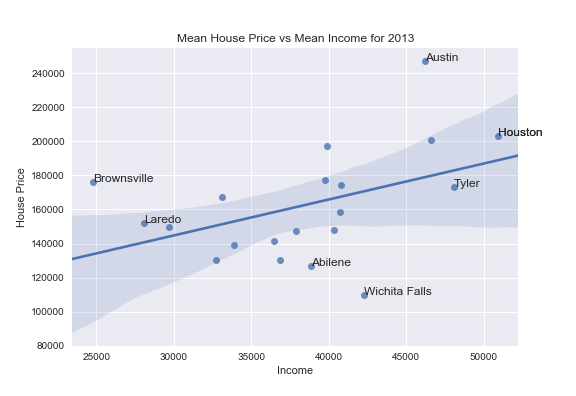 Mean House Price vs Mean Income for 2013
Austin
240000
220000
200000
Houston
180000
Brownsville
Tyler
160000
Laredo
140000
Abilene
120000
Wichita Falls
100000
80000
House Price
25000 30000 35000 40000 45000 50000
Income